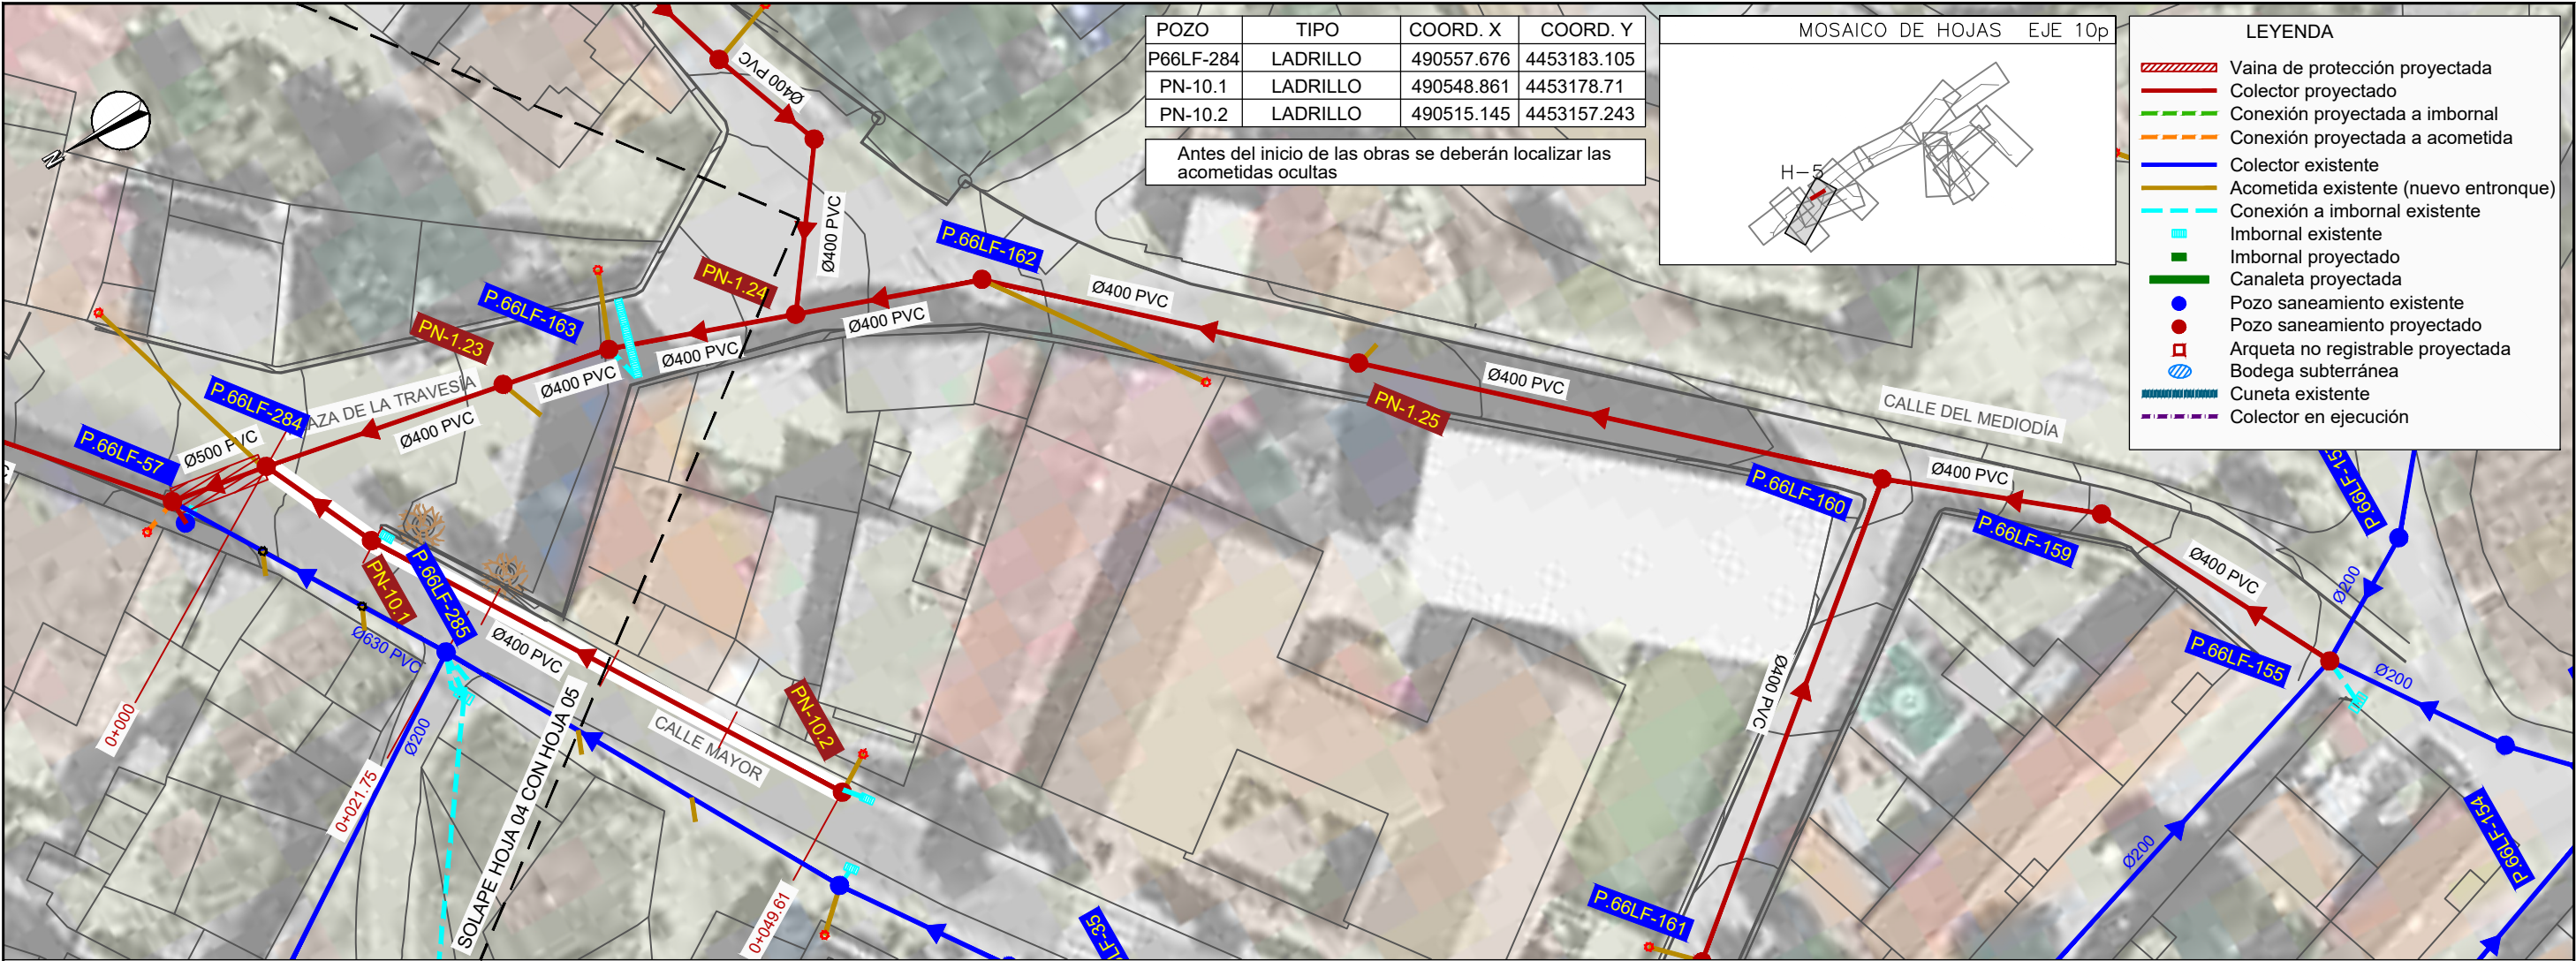 POZO TIPO COORD. X COORD. Y
P66LF-284 LADRILLO 490557.676 4453183.105
PN-10.1 LADRILLO 490548.861 4453178.71
PN-10.2 LADRILLO 490515.145 4453157.243
Antes del inicio de las obras se deberán localizar las
acometidas ocultas
MOSAICO DE HOJAS EJE 10p
H-5
LEYENDA
Vaina de protección proyectada
Colector proyectado
Conexión proyectada a imbornal
Conexión proyectada a acometida
Colector existente
Acometida existente (nuevo entronque)
Conexión a imbornal existente
Imbornal existente
Imbornal proyectado
Canaleta proyectada
Pozo saneamiento existente
Pozo saneamiento proyectado
Arqueta no registrable proyectada
Bodega subterránea
Cuneta existente
Colector en ejecución
N
Ø400 PVC
Ø400 PVC
P.66LF-162
PN-1.24
P.66LF-163
PN-1.23
Ø400 PVC
Ø400 PVC
Ø400 PVC
Ø400 PVC
Ø400 PVC
AZA DE LA TRAVESÍA
Ø400 PVC
P.66LF-284
P.66LF-57
Ø500 PVC
C
PN-1.25
CALLE DEL MEDIODÍA
P.66LF-160
Ø400 PVC
P.66LF-159
P.66LF-15
Ø400 PVC
Ø200
P.66LF-155
Ø200
PN-10.1
P.66LF-285
Ø630 PVC
Ø400 PVC
PN-10.2
CALLE MAYOR
Ø400 PVC
0+000
Ø200
0+021.75
SOLAPE HOJA 04 CON HOJA 05
0+049.61
LF-35
P.66LF-161
Ø200
P.66LF-154